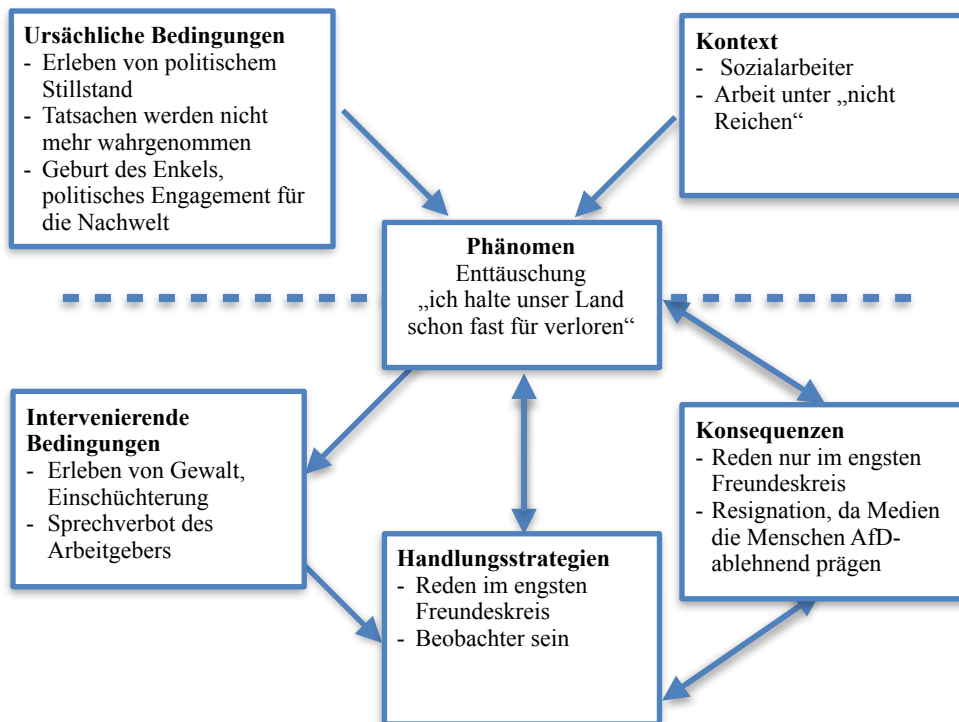 Ursächliche Bedingungen
- Erleben von politischem
Stillstand
- Tatsachen werden nicht
mehr wahrgenommen
- Geburt des Enkels,
politisches Engagement für
die Nachwelt
Kontext
- Sozialarbeiter
- Arbeit unter „nicht
Reichen“
Phänomen
Enttäuschung
„ich halte unser Land
schon fast für verloren“
Intervenierende
Bedingungen
- Erleben von Gewalt,
Einschüchterung
- Sprechverbot des
Arbeitgebers
Handlungsstrategien
- Reden im engsten
Freundeskreis
- Beobachter sein
Konsequenzen
- Reden nur im engsten
Freundeskreis
- Resignation, da Medien
die Menschen AfD-
ablehnend prägen